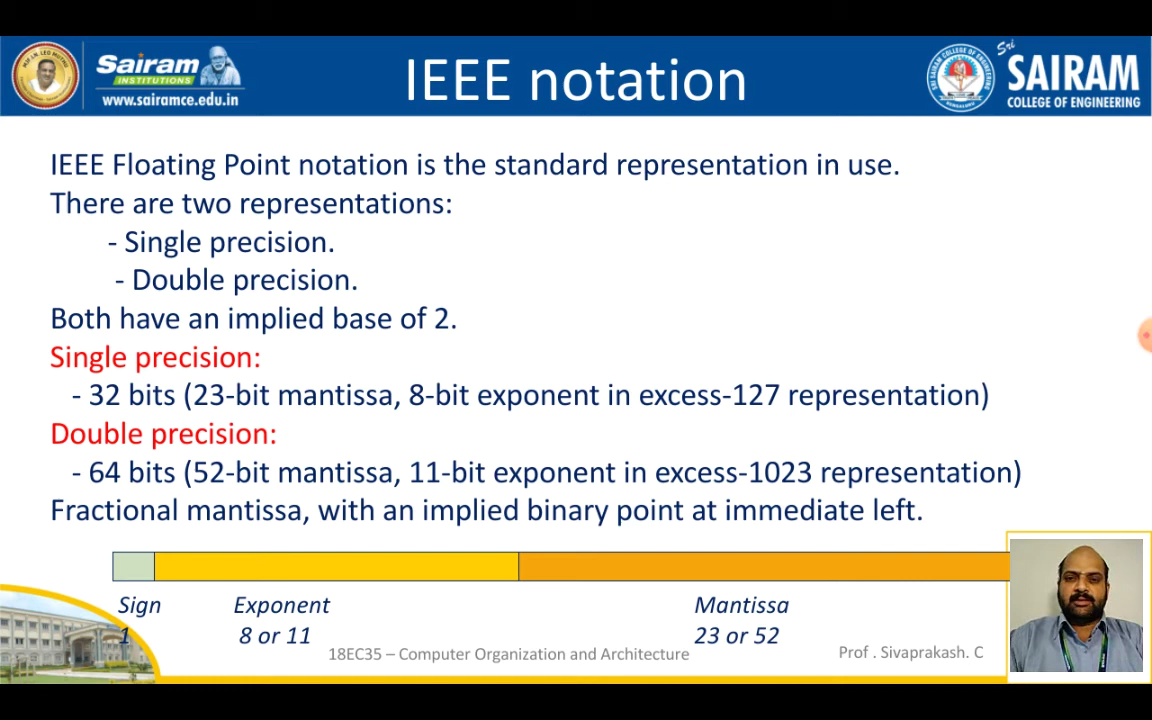 Sairam
INSTITUTIONS
www.sairamce.edu.in
IEEE notation
Sri
SAIRAM
COLLEGE OF ENGINEERING
IEEE Floating Point notation is the standard representation in use.
There are two representations:
- Single precision.
- Double precision.
Both have an implied base of 2.
Single precision:
- 32 bits (23-bit mantissa, 8-bit exponent in excess-127 representation)
Double precision:
- 64 bits (52-bit mantissa, 11-bit exponent in excess-1023 representation)
Fractional mantissa, with an implied binary point at immediate left.
Sign Exponent Mantissa
1 8 or 11 23 or 52
18EC35 – Computer Organization and Architecture
Prof . Sivaprakash. C